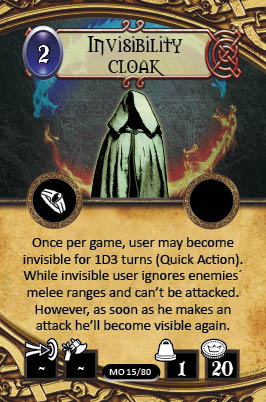 2
INVISIBILITY
CLOAK
Once per game, user may become
invisible for 1D3 turns (Quick Action).
While invisible user ignores enemies´
melee ranges and can't be attacked.
However, as soon as he makes an
attack he'll become visible again.
~ ~ MO 15/80 1 20